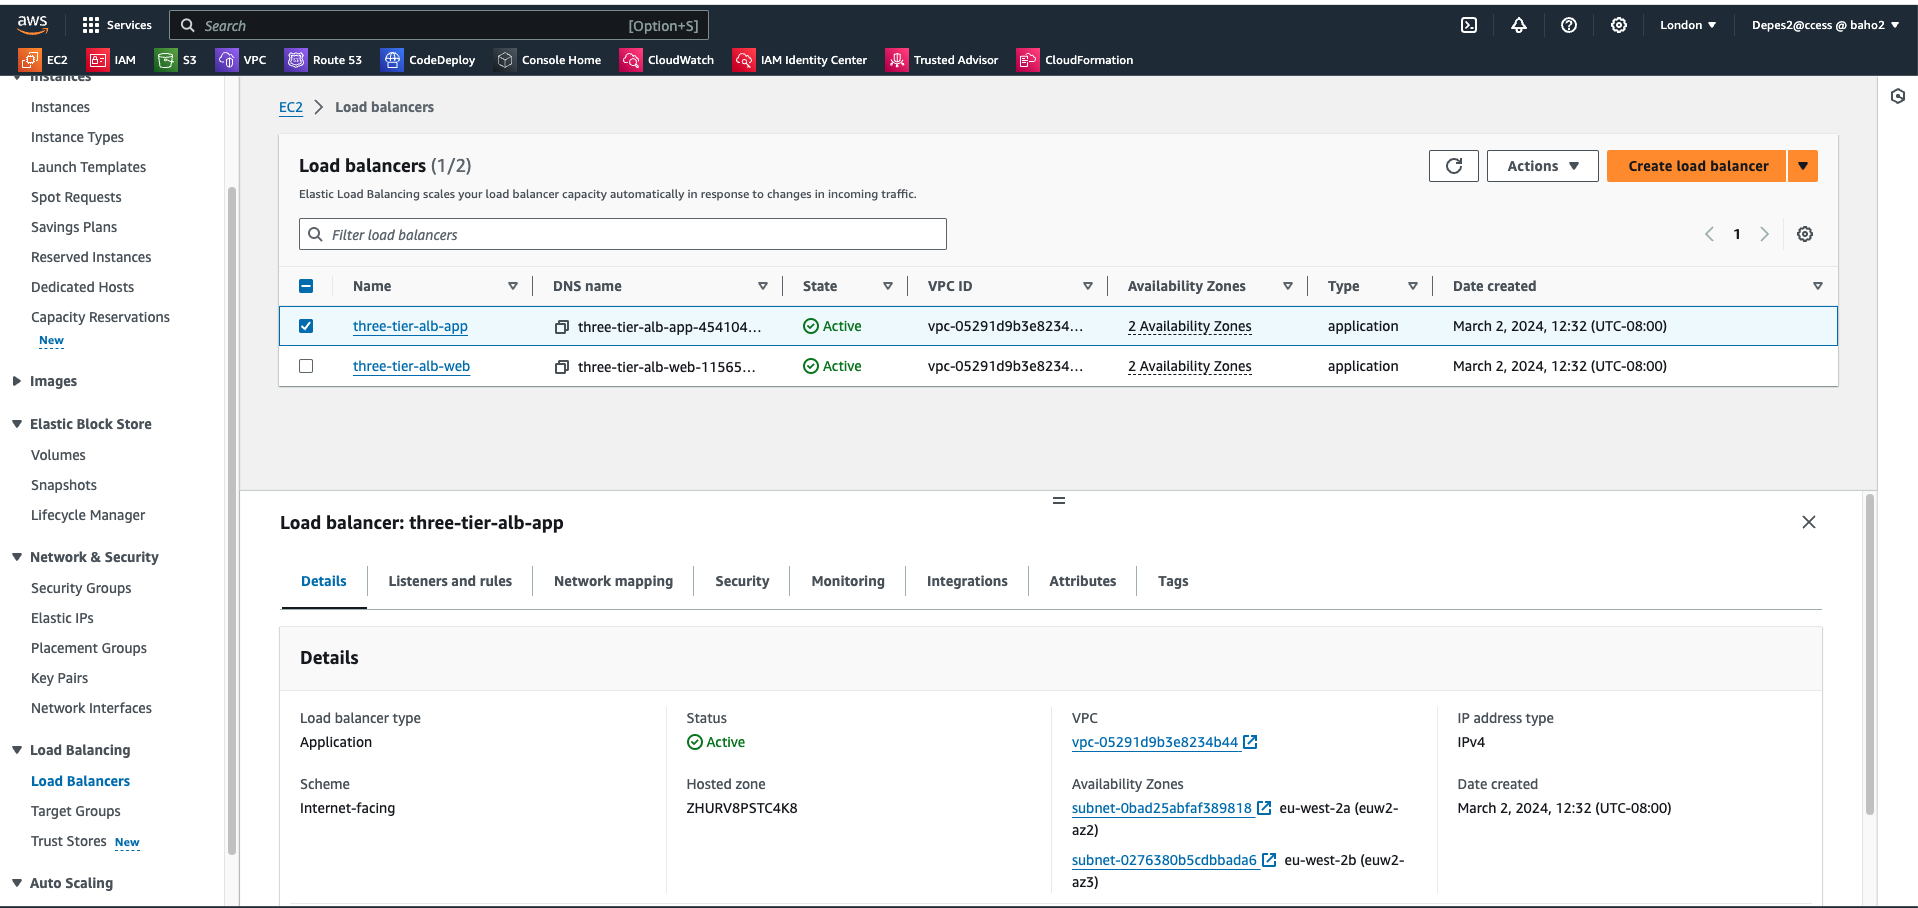 aws Services Search [Option+S] London Depes2@ccess @ baho2
EC2 IAM S3 VPC Route 53 CodeDeploy Console Home CloudWatch IAM Identity Center Trusted Advisor CloudFormation
Instances
Instances
Instance Types
Launch Templates
Spot Requests
Savings Plans
Reserved Instances
Dedicated Hosts
Capacity Reservations
New
Images
Elastic Block Store
Volumes
Snapshots
Lifecycle Manager
Network & Security
Security Groups
Elastic IPs
Placement Groups
Key Pairs
Network Interfaces
Load Balancing
Load Balancers
Target Groups
Trust Stores New
Auto Scaling
EC2 Load balancers
Load balancers (1/2)
Actions Create load balancer
Elastic Load Balancing scales your load balancer capacity automatically in response to changes in incoming traffic.
Filter load balancers
1
Name DNS name State VPC ID Availability Zones Type Date created
three-tier-alb-app three-tier-alb-app-454104... Active vpc-05291d9b3e8234... 2 Availability Zones application March 2, 2024, 12:32 (UTC-08:00)
three-tier-alb-web three-tier-alb-web-11565... Active vpc-05291d9b3e8234... 2 Availability Zones application March 2, 2024, 12:32 (UTC-08:00)
Load balancer: three-tier-alb-app
Details Listeners and rules Network mapping Security Monitoring Integrations Attributes Tags
Details
Load balancer type
Application
Scheme
Internet-facing
Status
Active
Hosted zone
ZHURV8PSTC4K8
VPC
vpc-05291d9b3e8234b44
Availability Zones
subnet-0bad25abfaf389818 eu-west-2a (euw2-
az2)
subnet-0276380b5cdbbada6 eu-west-2b (euw2-
az3)
IP address type
IPv4
Date created
March 2, 2024, 12:32 (UTC-08:00)